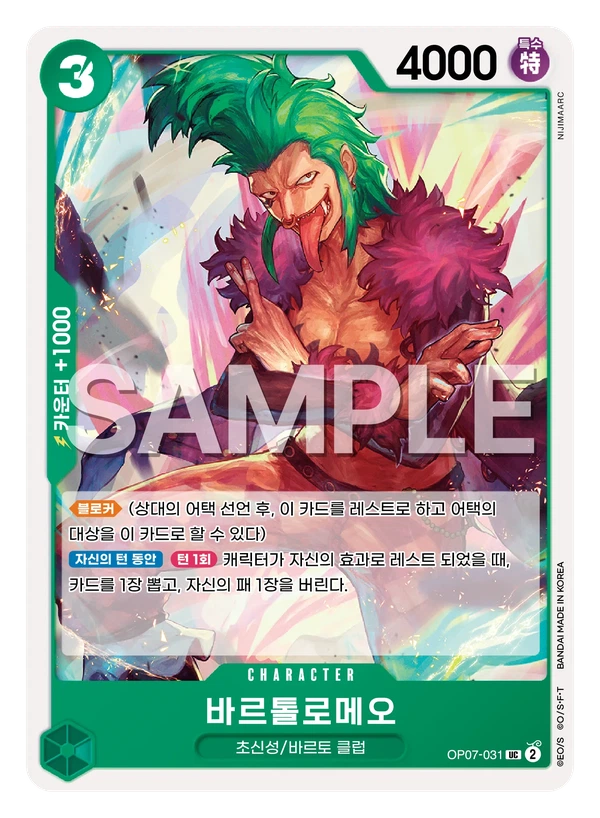 3
4000
특수
特
NIJIMAARC
카운터 +1000
SAMPLE
블로커 (상대의 어택 선언 후, 이 카드를 레스트로 하고 어택의
대상을 이 카드로 할 수 있다)
자신의 턴 동안 턴 1회 캐릭터가 자신의 효과로 레스트 되었을 때,
카드를 1장 뽑고, 자신의 패 1장을 버린다.
CHARACTER
바르톨로메오
초신성/바르토 클럽
OP07-031 UC 2
©E.O/S ©O/S·F·T BANDAI MADE IN KOREA